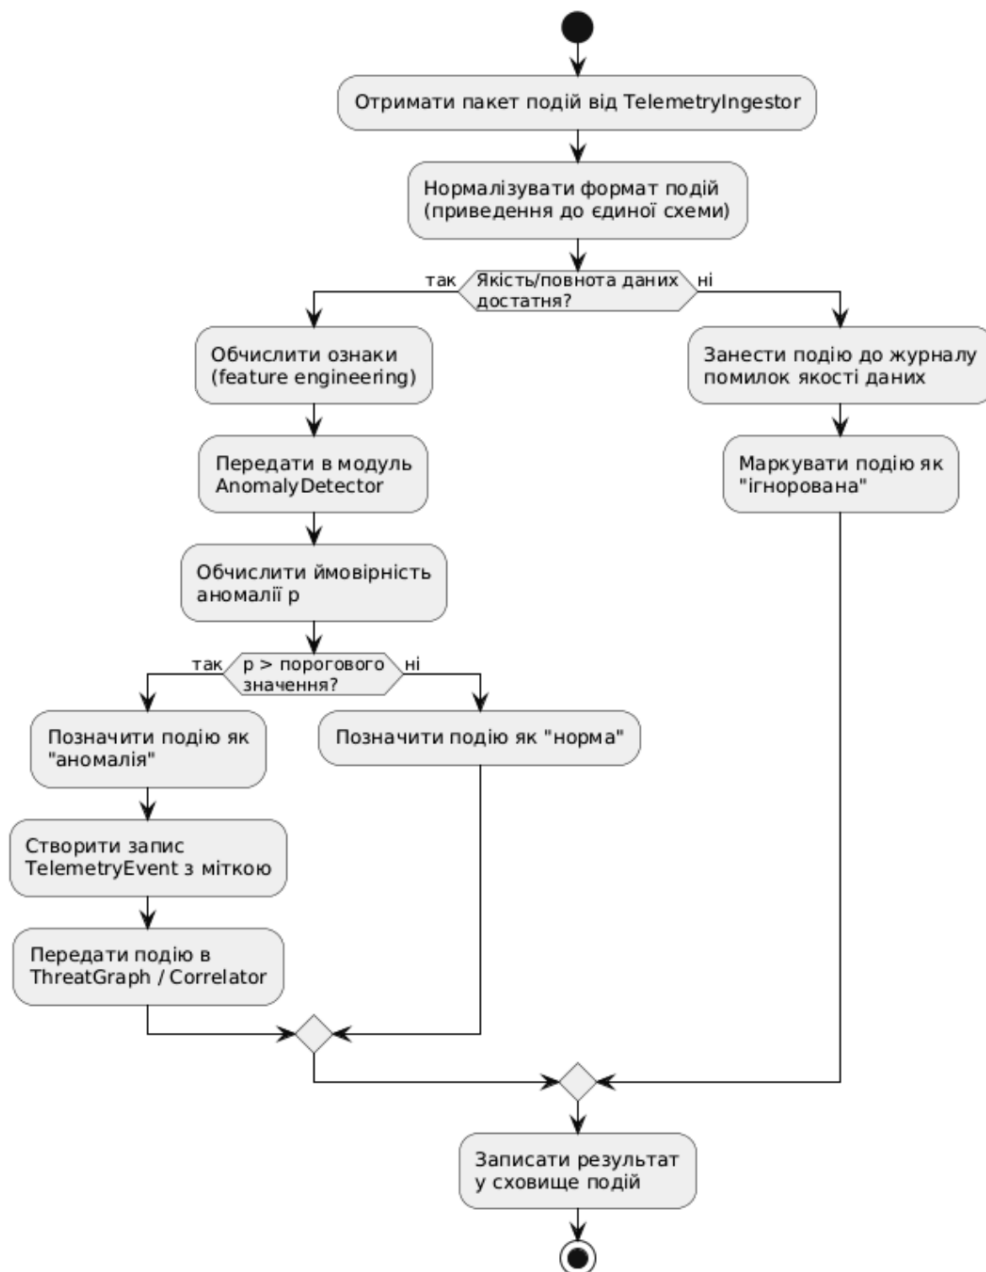 Отримати пакет подій від TelemetryIngestor
Нормалізувати формат подій
(приведення до єдиної схеми)
так
Якість/повнота даних
достатня?
ні
Обчислити ознаки
(feature engineering)
Занести подію до журналу
помилок якості даних
Передати в модуль
AnomalyDetector
Маркувати подію як
"ігнорована"
Обчислити ймовірність
аномалії p
так
p > порогового
значення?
ні
Позначити подію як
"аномалія"
Позначити подію як "норма"
Створити запис
TelemetryEvent з міткою
Передати подію в
ThreatGraph / Correlator
Записати результат
у сховище подій